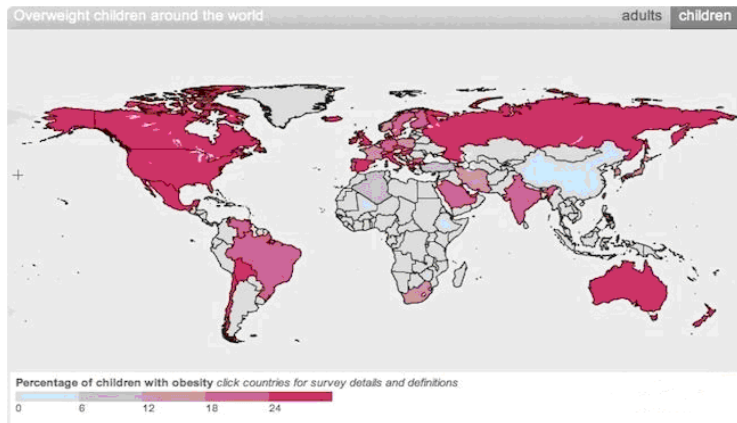 Overweight children around the world
adults children
Percentage of children with obesity click countries for survey details and definitions
0 6 12 18 24